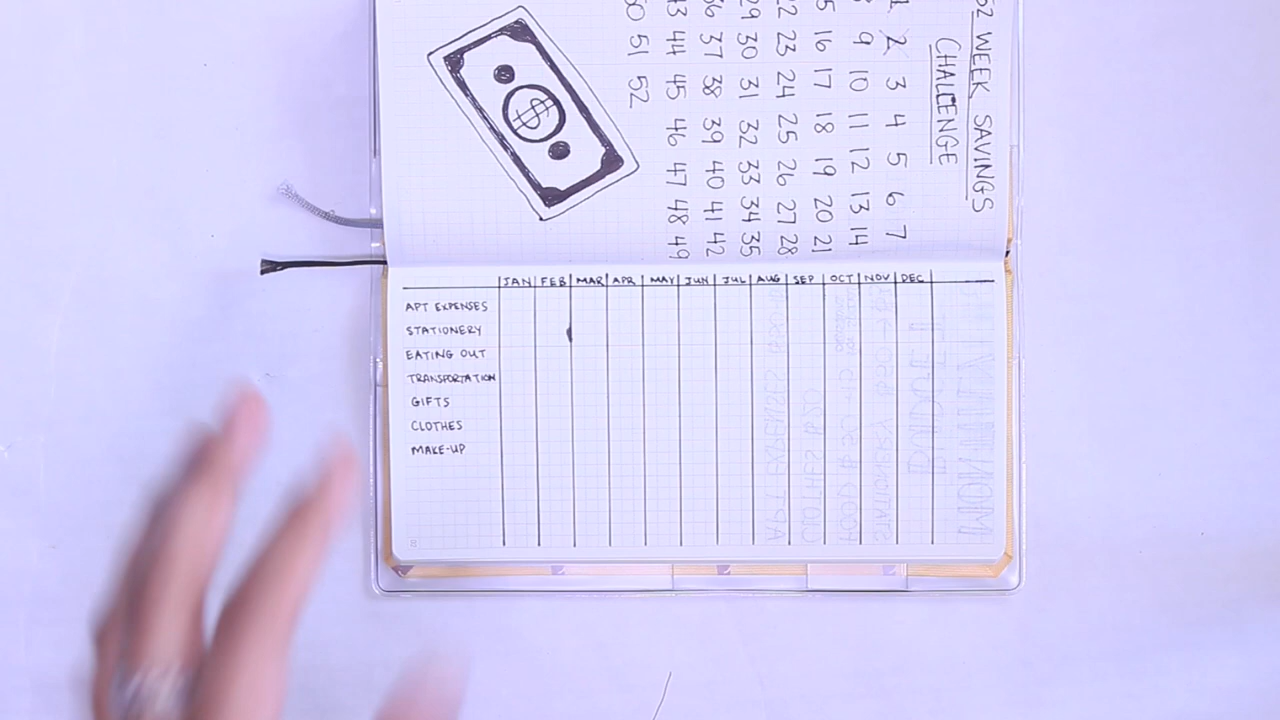 52 WEEK SAVINGS
CHALLENGE
1 2 3 4 5 6 7
8 9 10 11 12 13 14
15 16 17 18 19 20 21
22 23 24 25 26 27 28
29 30 31 32 33 34 35
36 37 38 39 40 41 42
43 44 45 46 47 48 49
50 51 52
$
JAN FEB MAR APR MAY JUN JUL AUG SEP OCT NOV DEC
APT EXPENSES
STATIONERY
EATING OUT
TRANSPORTATION
GIFTS
CLOTHES
MAKE-UP